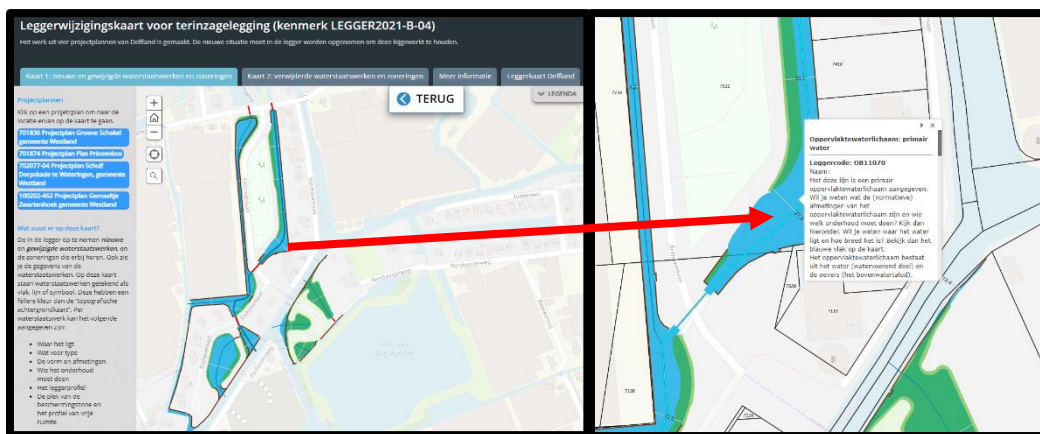 Leggerwijzigingskaart voor terinzagelegging (kenmerk LEGGER2021-B-04)
Het werk uit vier projectplannen van Delfland is gemaakt. De nieuwe situatie moet in de legger worden opgenomen om deze bijgewerkt te houden.
Kaart 1: nieuwe en gewijzigde waterstaatswerken en zoneringen
Kaart 2: verwijderde waterstaatswerken en zoneringen
Meer informatie
Leggerkaart Delfland
TERUG
LEGENDA
Projectplannen
Klik op een projectplan om naar de
locatie ervan op de kaart te gaan.
701836 Projectplan Groene Schakel
gemeente Westland
701874 Projectplan Plas Prinsenbos
702077-04 Projectplan Schuif
Dorpskade te Wateringen, gemeente
Westland
100202-462 Projectplan Gemaaltje
Zwartenhoek gemeente Westland
Wat staat er op deze kaart?
De in de legger op te nemen nieuwe
en gewijzigde waterstaatswerken, en
de zoneringen die erbij horen. Ook zie
je de gegevens van de
waterstaatswerken. Op deze kaart
staan waterstaatswerken getekend als
vlak, lijn of symbool. Deze hebben een
fellere kleur dan de "topografische
achtergrondkaart". Per
waterstaatswerk kan het volgende
aangegeven zijn:
• Waar het ligt
• Wat voor type
• De vorm en afmetingen
• Wie het onderhoud
moet doen
• Het leggerprofiel
• De plek van de
beschermingszone en
het profiel van vrije
ruimte
Oppervlaktewaterlichaam: primair
water
Leggercode: OB11070
Naam:
Met deze lijn is een primair
oppervlaktewaterlichaam aangegeven.
Wil je weten wat de (normatieve)
afmetingen van het
oppervlaktewaterlichaam zijn en wie
welk onderhoud moet doen? Kijk dan
hieronder. Wil je weten waar het water
ligt en hoe breed het is? Bekijk dan het
blauwe vlak op de kaart.
Het oppervlaktewaterlichaam bestaat
uit het water (watervoerend deel) en
de oevers (het bovenwatertalud).